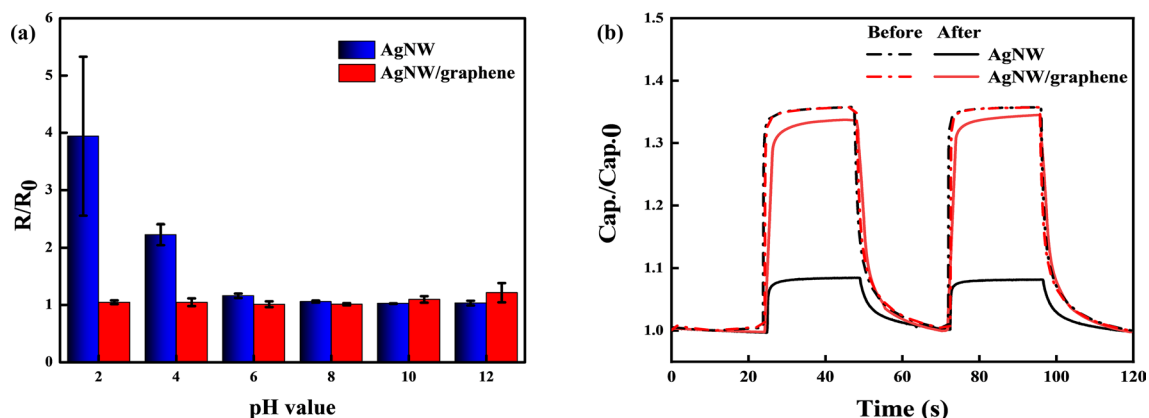 (a)
6
5
4
3
2
1
0
R/R0
AgNW
AgNW/graphene
2 4 6 8 10 12
pH value
(b)
1.5
1.4
1.3
1.2
1.1
1.0
Cap./Cap.0
Before After
AgNW
AgNW/graphene
0 20 40 60 80 100 120
Time (s)